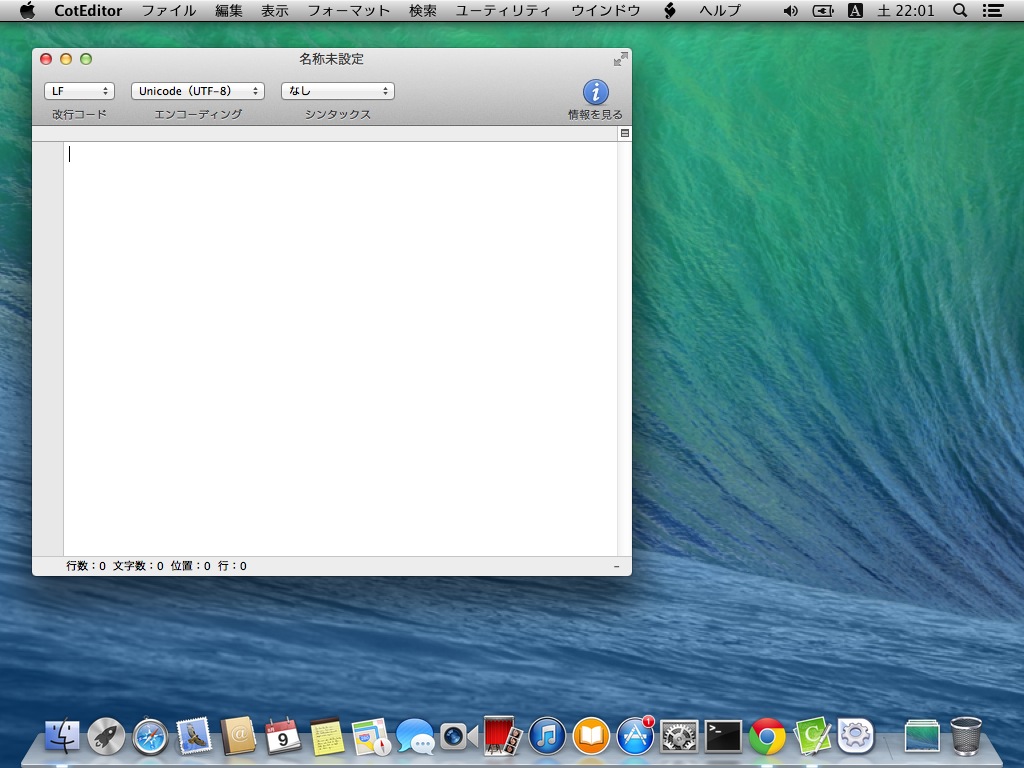 CotEditor ファイル 編集 表示 フォーマット 検索 ユーティリティ ウインドウ ヘルプ A 土 22:01
名称未設定
LF Unicode (UTF-8) なし
改行コード エンコーディング シンタックス 情報を見る
行数：0 文字数：0 位置：0 行：0 -
9 1